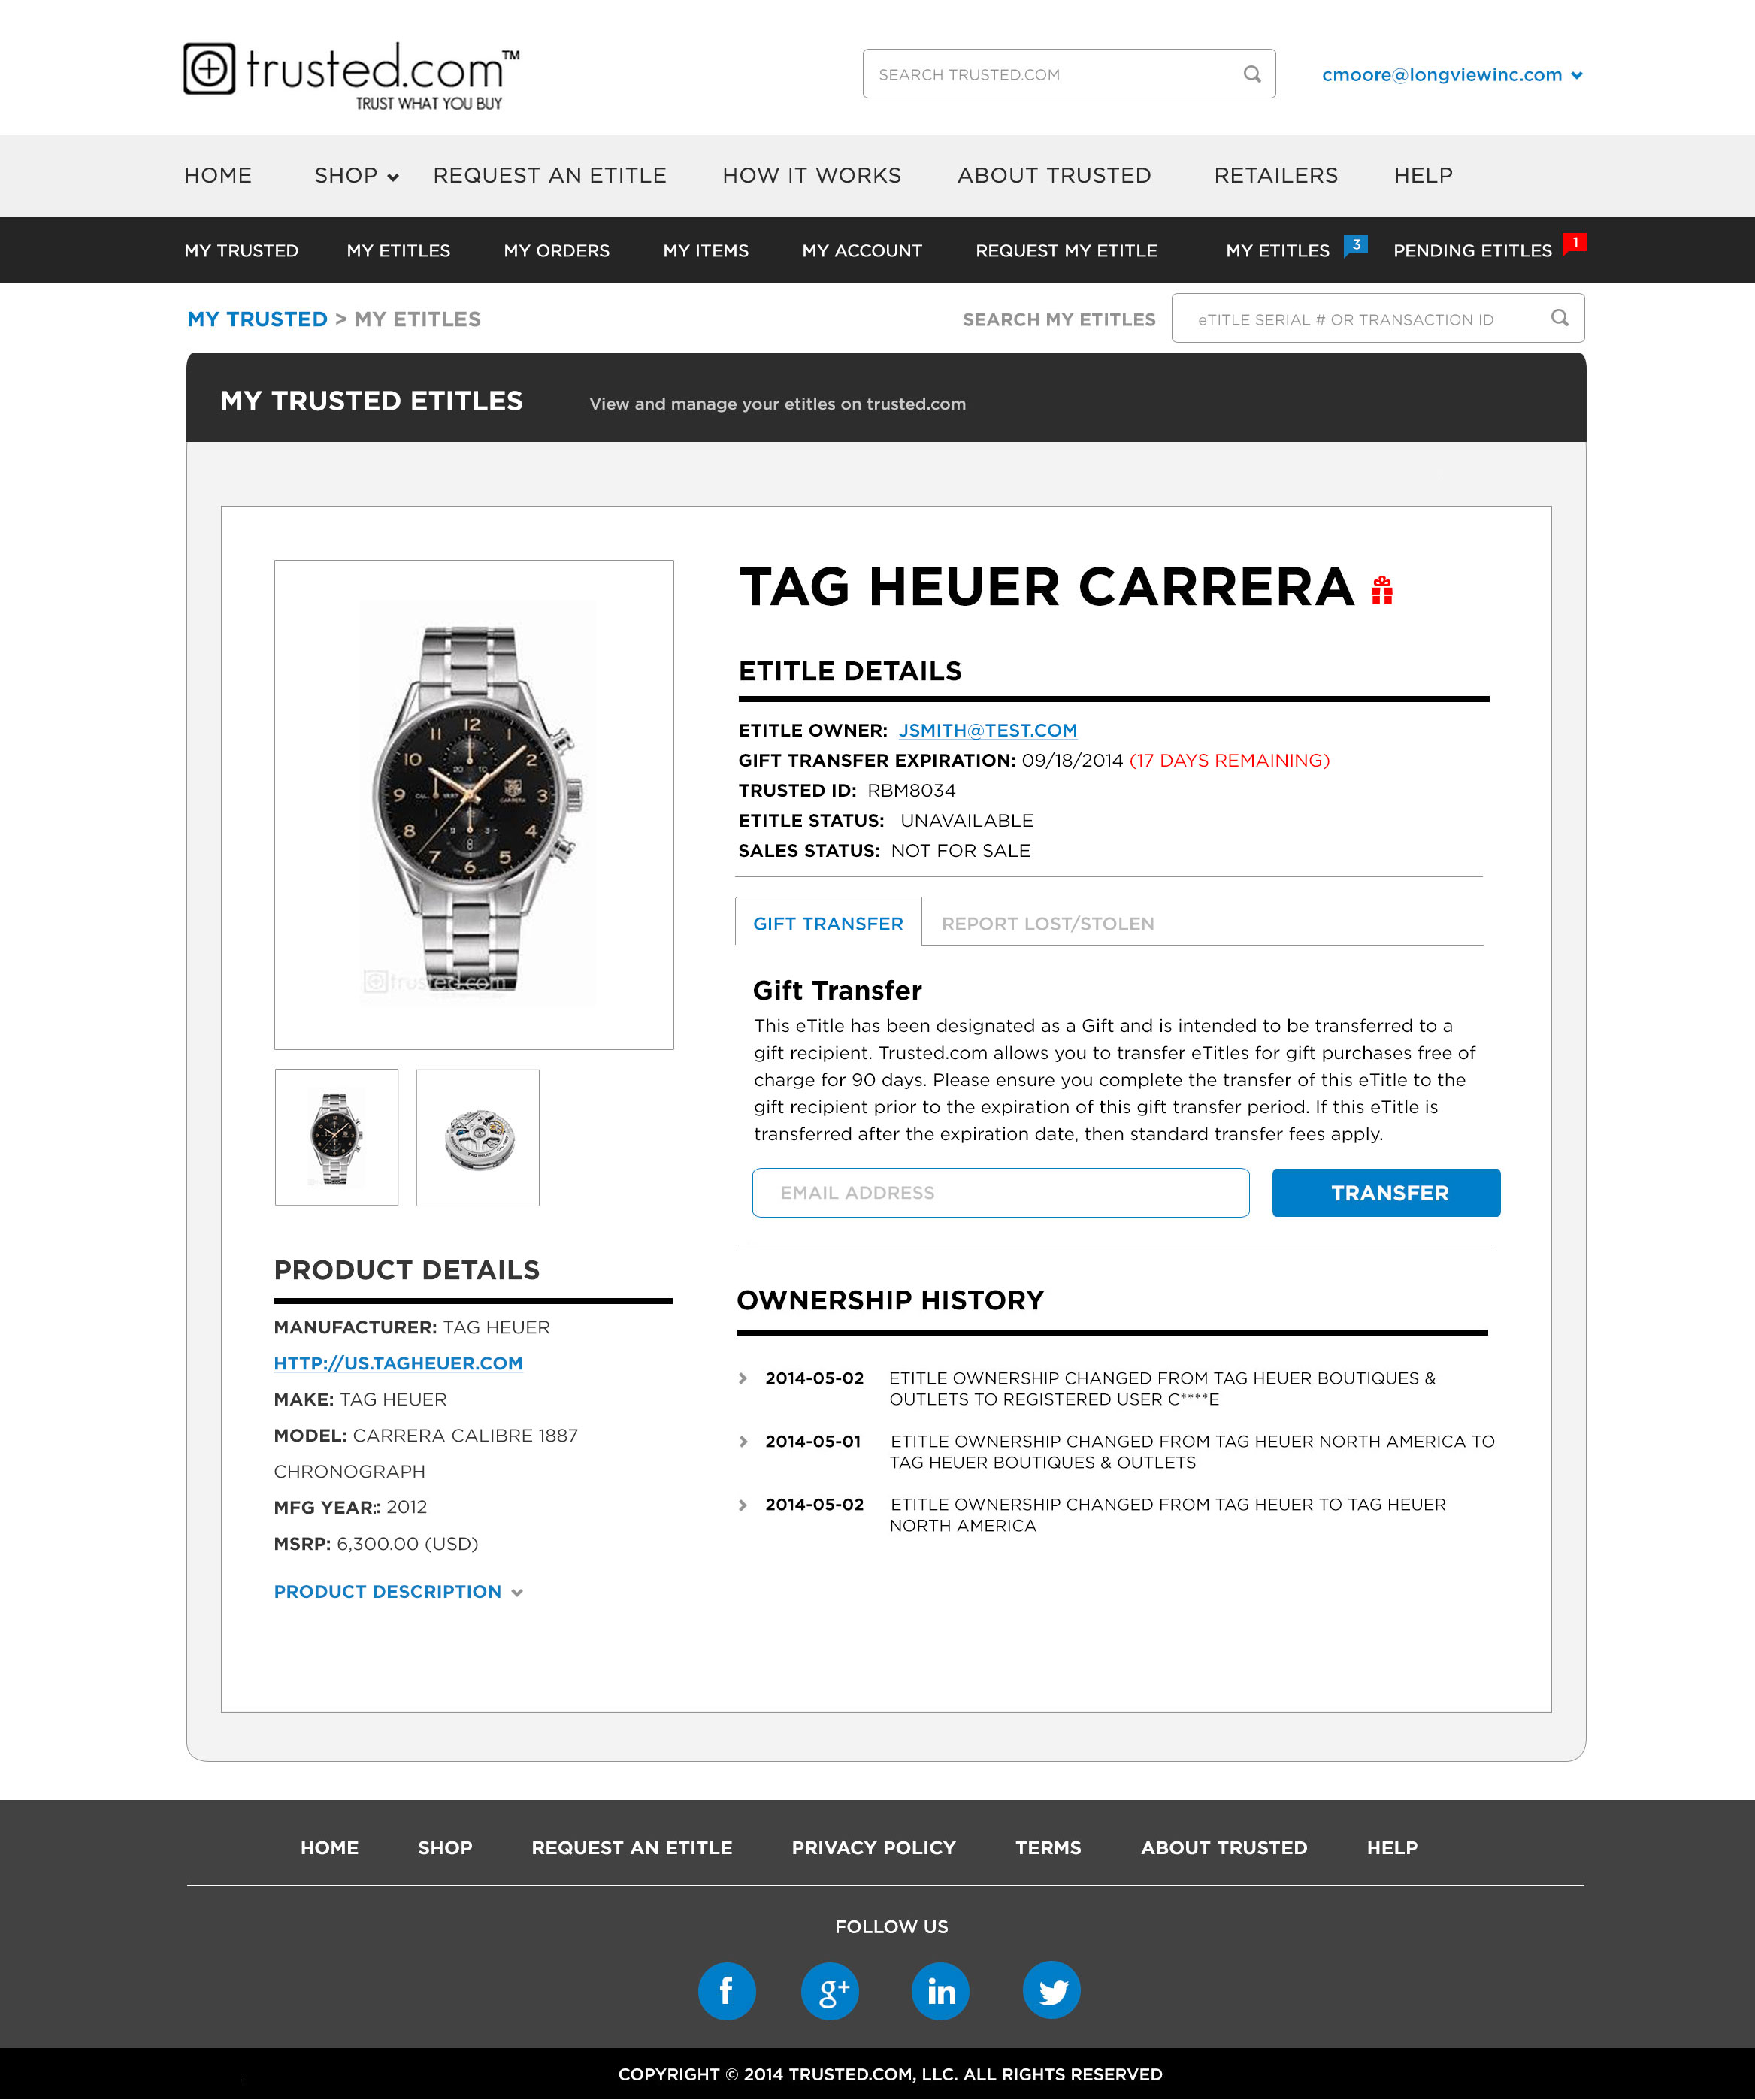 trusted.com™
TRUST WHAT YOU BUY
SEARCH TRUSTED.COM
cmoore@longviewinc.com
HOME SHOP REQUEST AN ETITLE HOW IT WORKS ABOUT TRUSTED RETAILERS HELP
MY TRUSTED MY ETITLES MY ORDERS MY ITEMS MY ACCOUNT REQUEST MY ETITLE MY ETITLES 3 PENDING ETITLES 1
MY TRUSTED > MY ETITLES
SEARCH MY ETITLES
eTITLE SERIAL # OR TRANSACTION ID
MY TRUSTED ETITLES
View and manage your etitles on trusted.com
trusted.com
PRODUCT DETAILS
MANUFACTURER: TAG HEUER
HTTP://US.TAGHEUER.COM
MAKE: TAG HEUER
MODEL: CARRERA CALIBRE 1887
CHRONOGRAPH
MFG YEAR:: 2012
MSRP: 6,300.00 (USD)
PRODUCT DESCRIPTION
TAG HEUER CARRERA
ETITLE DETAILS
ETITLE OWNER: JSMITH@TEST.COM
GIFT TRANSFER EXPIRATION: 09/18/2014 (17 DAYS REMAINING)
TRUSTED ID: RBM8034
ETITLE STATUS: UNAVAILABLE
SALES STATUS: NOT FOR SALE
GIFT TRANSFER
REPORT LOST/STOLEN
Gift Transfer
This eTitle has been designated as a Gift and is intended to be transferred to a
gift recipient. Trusted.com allows you to transfer eTitles for gift purchases free of
charge for 90 days. Please ensure you complete the transfer of this eTitle to the
gift recipient prior to the expiration of this gift transfer period. If this eTitle is
transferred after the expiration date, then standard transfer fees apply.
EMAIL ADDRESS
TRANSFER
OWNERSHIP HISTORY
2014-05-02 ETITLE OWNERSHIP CHANGED FROM TAG HEUER BOUTIQUES &
OUTLETS TO REGISTERED USER C****E
2014-05-01 ETITLE OWNERSHIP CHANGED FROM TAG HEUER NORTH AMERICA TO
TAG HEUER BOUTIQUES & OUTLETS
2014-05-02 ETITLE OWNERSHIP CHANGED FROM TAG HEUER TO TAG HEUER
NORTH AMERICA
HOME SHOP REQUEST AN ETITLE PRIVACY POLICY TERMS ABOUT TRUSTED HELP
FOLLOW US
f g+ in
COPYRIGHT © 2014 TRUSTED.COM, LLC. ALL RIGHTS RESERVED